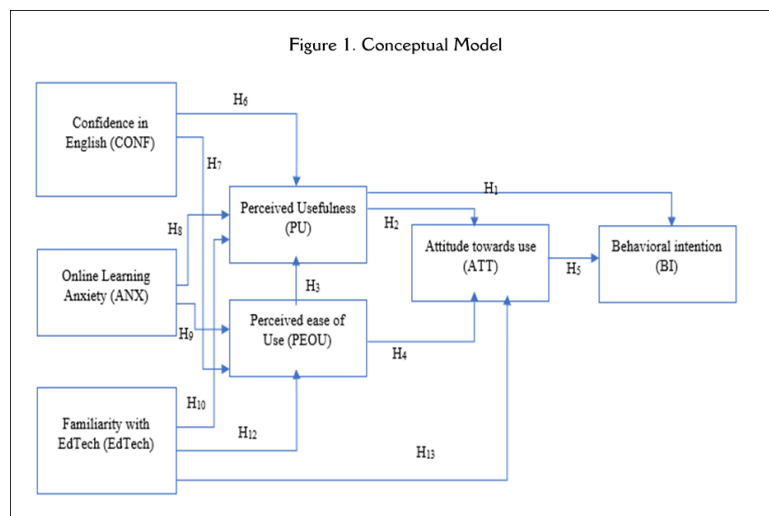 Figure 1. Conceptual Model
H6
Confidence in
English (CONF)
H7
H1
Perceived Usefulness
(PU)
H2
H8
Attitude towards use
(ATT)
Behavioral intention
(BI)
Online Learning
Anxiety (ANX)
H5
H3
Perceived ease of
Use (PEOU)
H9
H4
H10
Familiarity with
EdTech (EdTech)
H12
H13